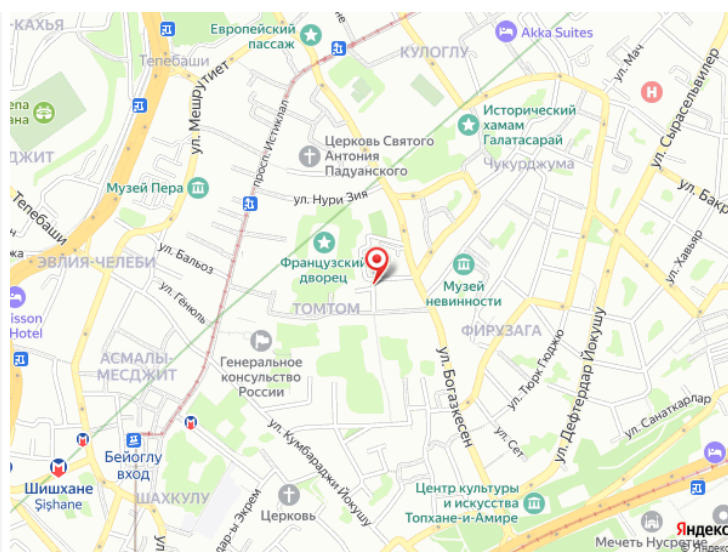 -КАХЬЯ
Тепебаши
Европейский
пассаж
КУЛОГЛУ
Akka Suites
ул. Мач
ул. Сырасельвилер
ул. Мешрутиет
просп. Истиклал
Церковь Святого
Антония
Падуанского
Исторический
хамам
Галатасарай
Чукурджума
H
ДЖИТ
Музей Пера
ул. Нури Зия
ул. Бакр
Тепебаши
ЭВЛИЯ-ЧЕЛЕБИ
ул. Бальоз
Французский
дворец
Музей
невинности
ул. Хавьяр
isson
Hotel
ул. Гёнюль
ТОМТОМ
ФИРУЗАГА
АСМАЛЫ-
МЕСДЖИТ
Генеральное
консульство
России
ул. Богазкесен
ул. Тюрк Гюджю
ул. Дефтердар Йокушу
ул. Санаткарлар
ул. Сет
ул. Кумбараджи Йокушу
Бейоглу
вход
Шишхане
Şişhane
ШАХКУЛУ
Церковь
Центр культуры
и искусства
Топхане-и-Амире
Мечеть Нусретие
Яндекс